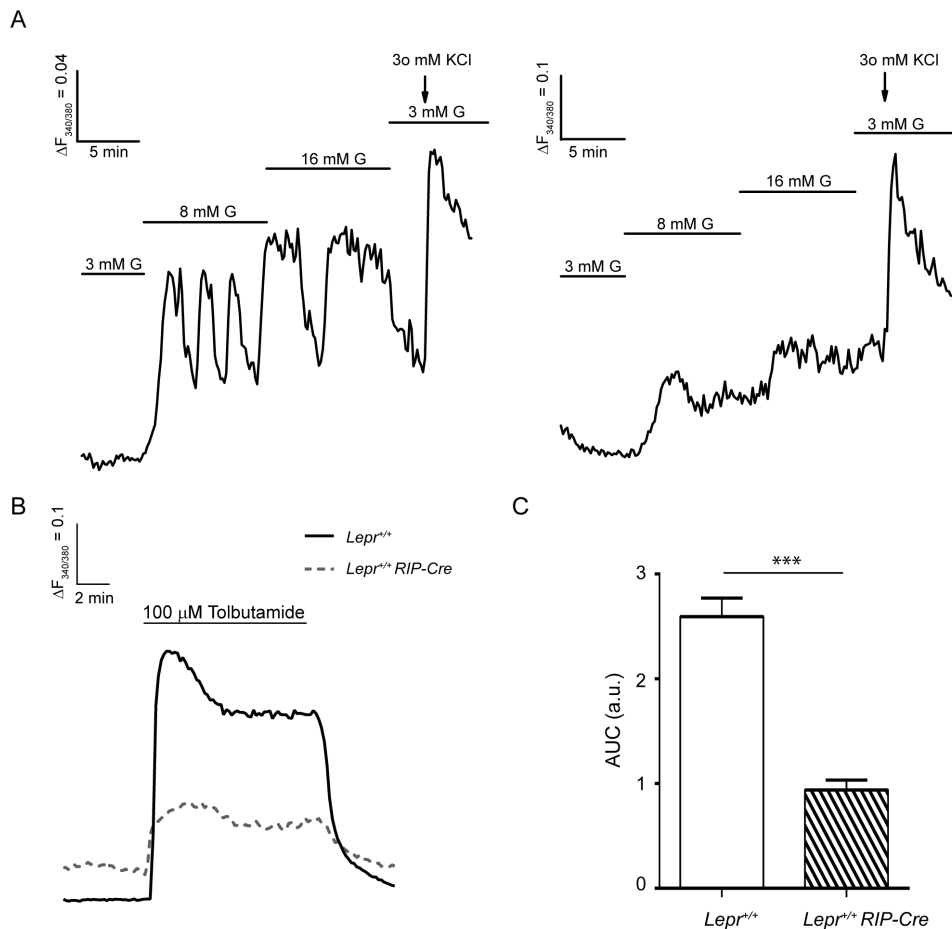 A
ΔF340/380 = 0.04
5 min
3 mM G
8 mM G
16 mM G
3o mM KCl
3 mM G
ΔF340/380 = 0.1
5 min
3 mM G
8 mM G
16 mM G
3o mM KCl
3 mM G
B
ΔF340/380 = 0.1
2 min
Lepr+/+
Lepr+/+ RIP-Cre
100 μM Tolbutamide
C
***
3
2
1
0
AUC (a.u.)
Lepr+/+
Lepr+/+ RIP-Cre